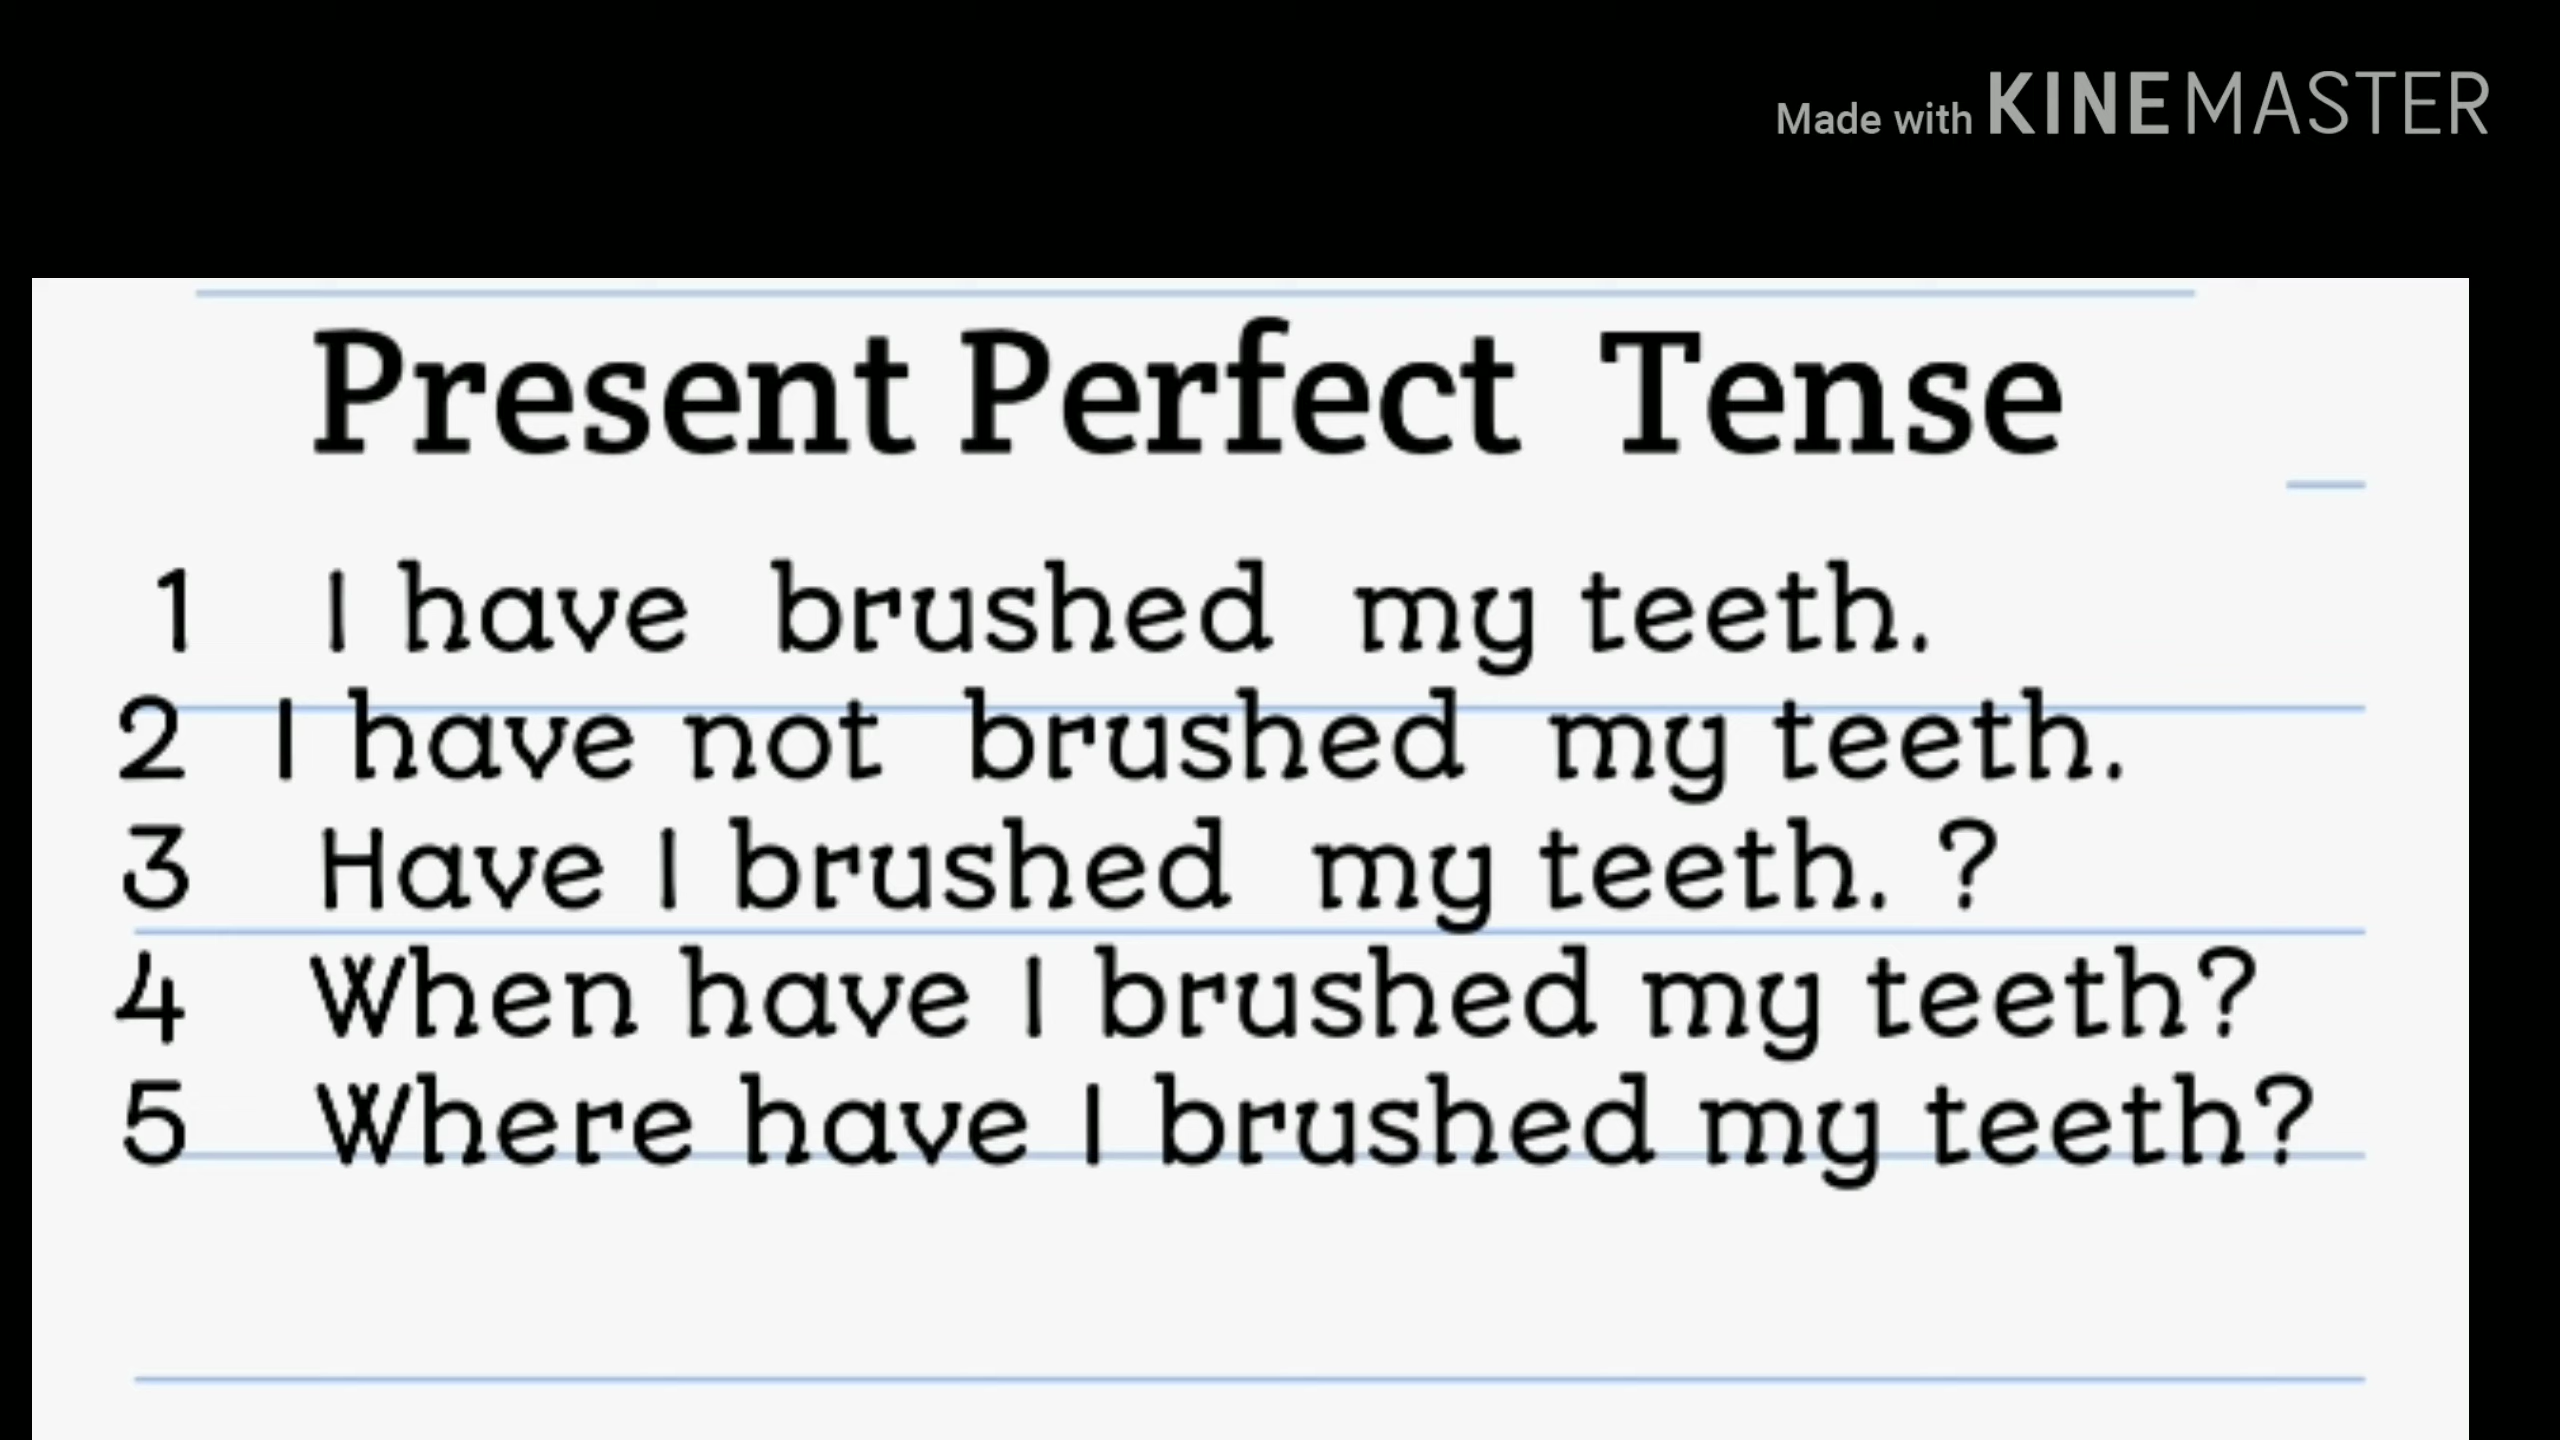 Made with KINEMASTER
Present Perfect Tense
1 I have brushed my teeth.
2 I have not brushed my teeth.
3 Have I brushed my teeth. ?
4 When have I brushed my teeth?
5 Where have I brushed my teeth?